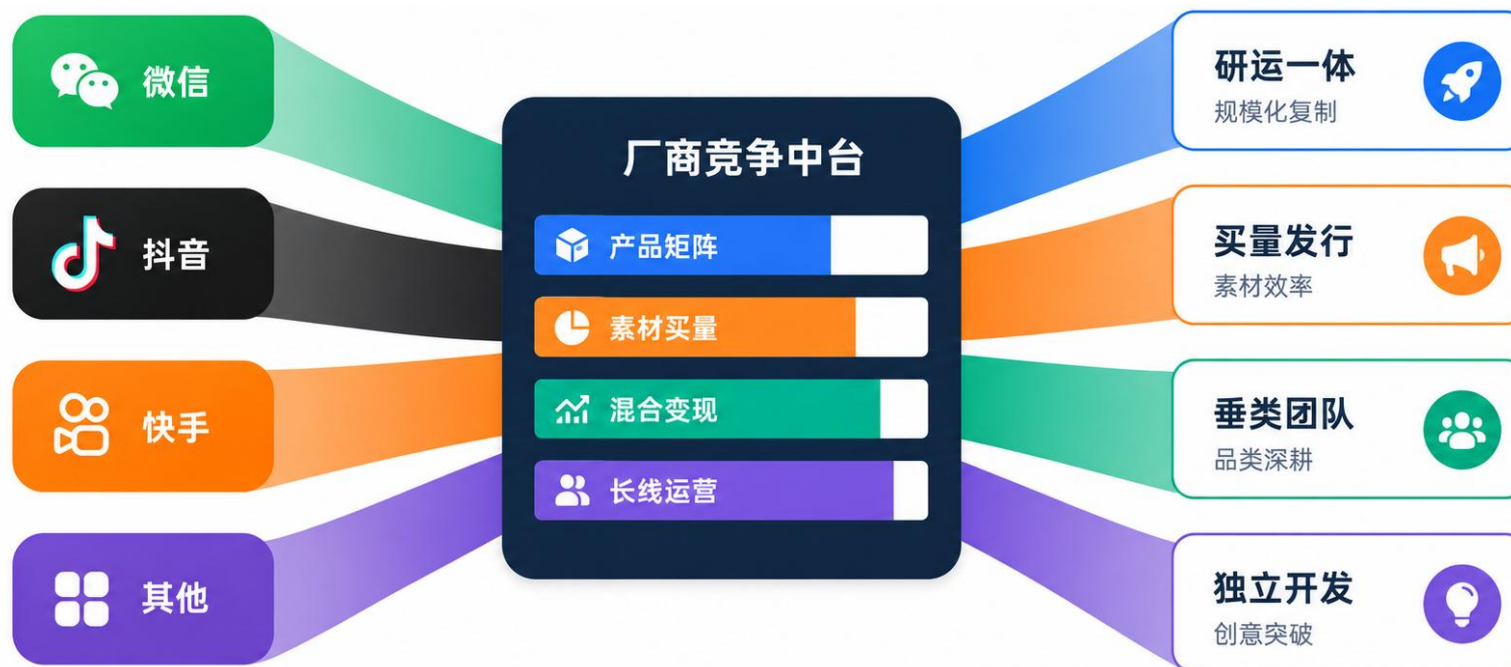 微信
抖音
快手
其他
厂商竞争中台
产品矩阵
素材买量
混合变现
长线运营
研运一体
规模化复制
买量发行
素材效率
垂类团队
品类深耕
独立开发
创意突破